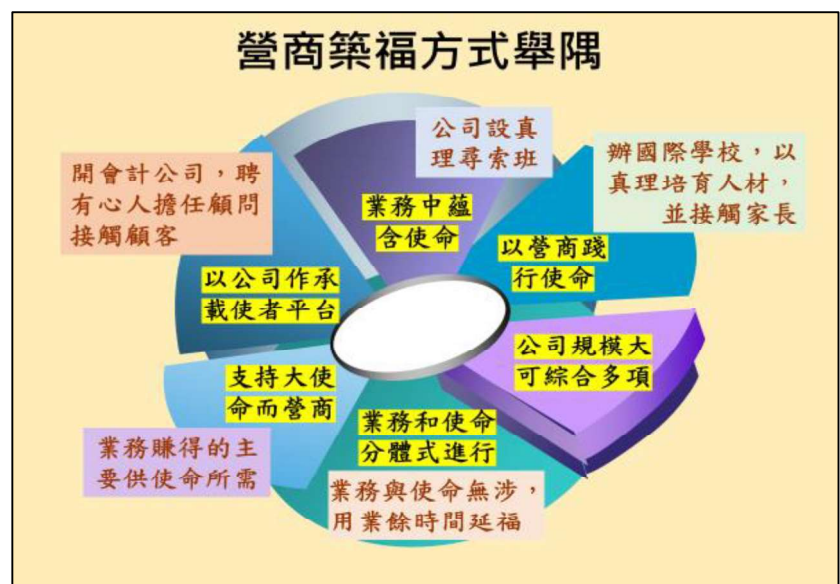 營商築福方式舉隅
公司設真
理尋索班
業務中蘊
含使命
辦國際學校，以
真理培育人材，
並接觸家長
以營商踐
行使命
公司規模大
可綜合多項
業務和使命
分體式進行
業務與使命無涉，
用業餘時間延福
支持大使
命而營商
業務賺得的主
要供使命所需
開會計公司，聘
有心人擔任顧問
接觸顧客
以公司作承
載使者平台